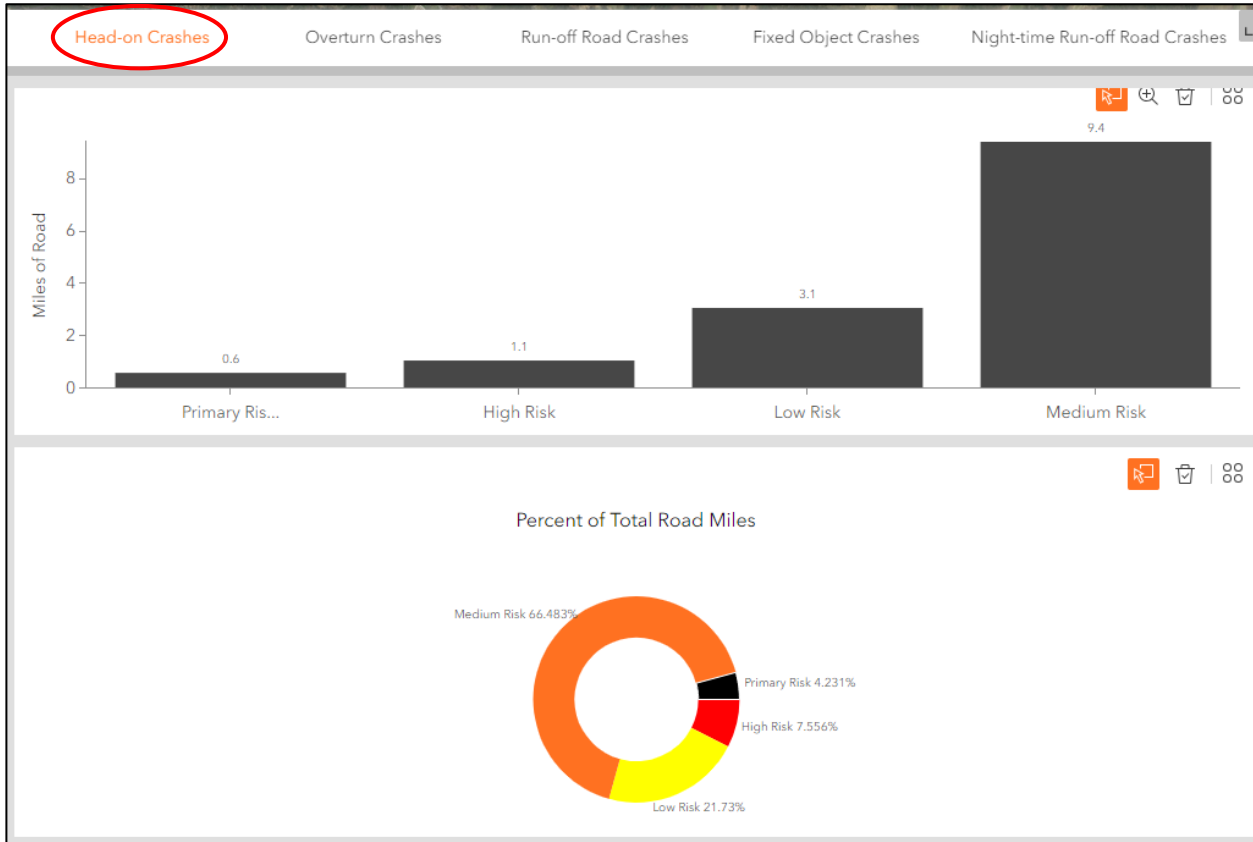 Head-on Crashes Overturn Crashes Run-off Road Crashes Fixed Object Crashes Night-time Run-off Road Crashes
9.4
8
6
4
2
0
Miles of Road
3.1
1.1
0.6
Primary Ris...
High Risk
Low Risk
Medium Risk
Percent of Total Road Miles
Medium Risk 66.483%
Primary Risk 4.231%
High Risk 7.556%
Low Risk 21.73%